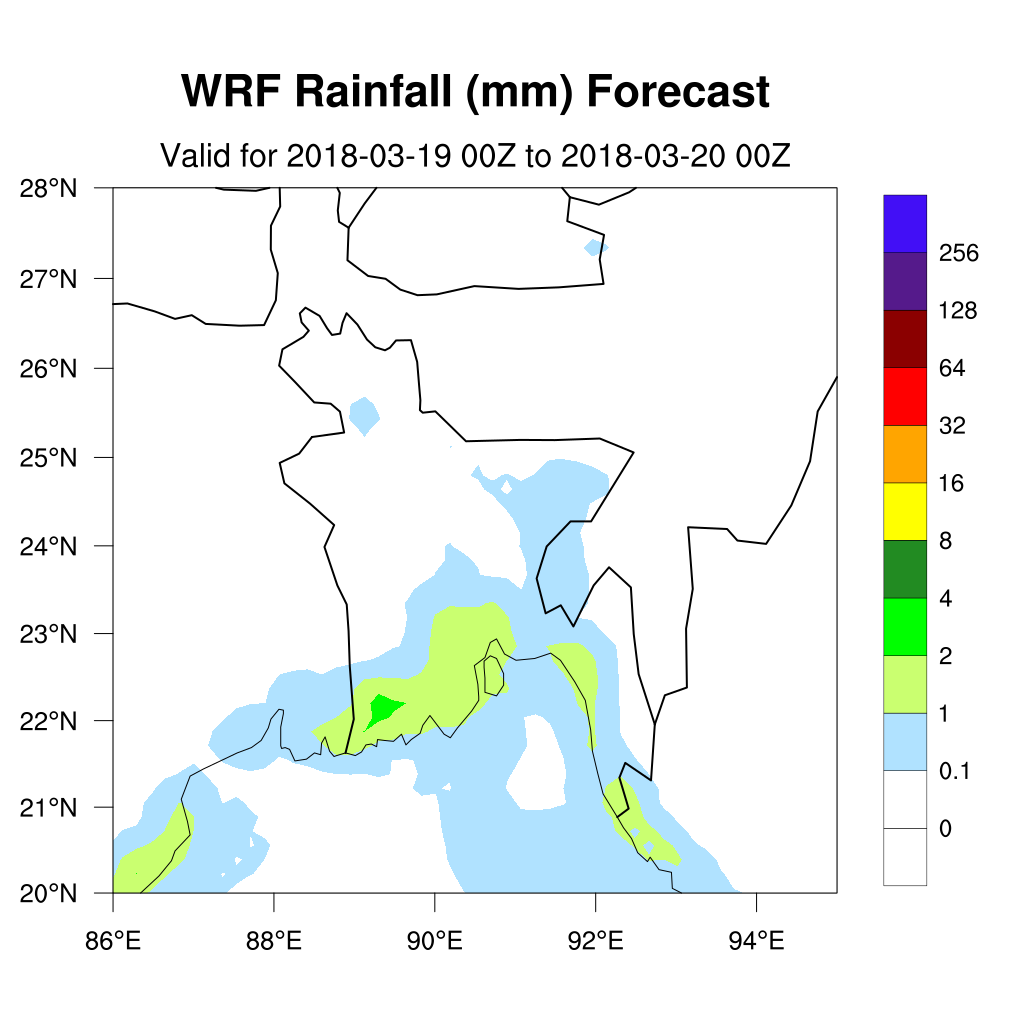 WRF Rainfall (mm) Forecast
Valid for 2018-03-19 00Z to 2018-03-20 00Z
28°N
27°N
26°N
25°N
24°N
23°N
22°N
21°N
20°N
86°E 88°E 90°E 92°E 94°E
256
128
64
32
16
8
4
2
1
0.1
0